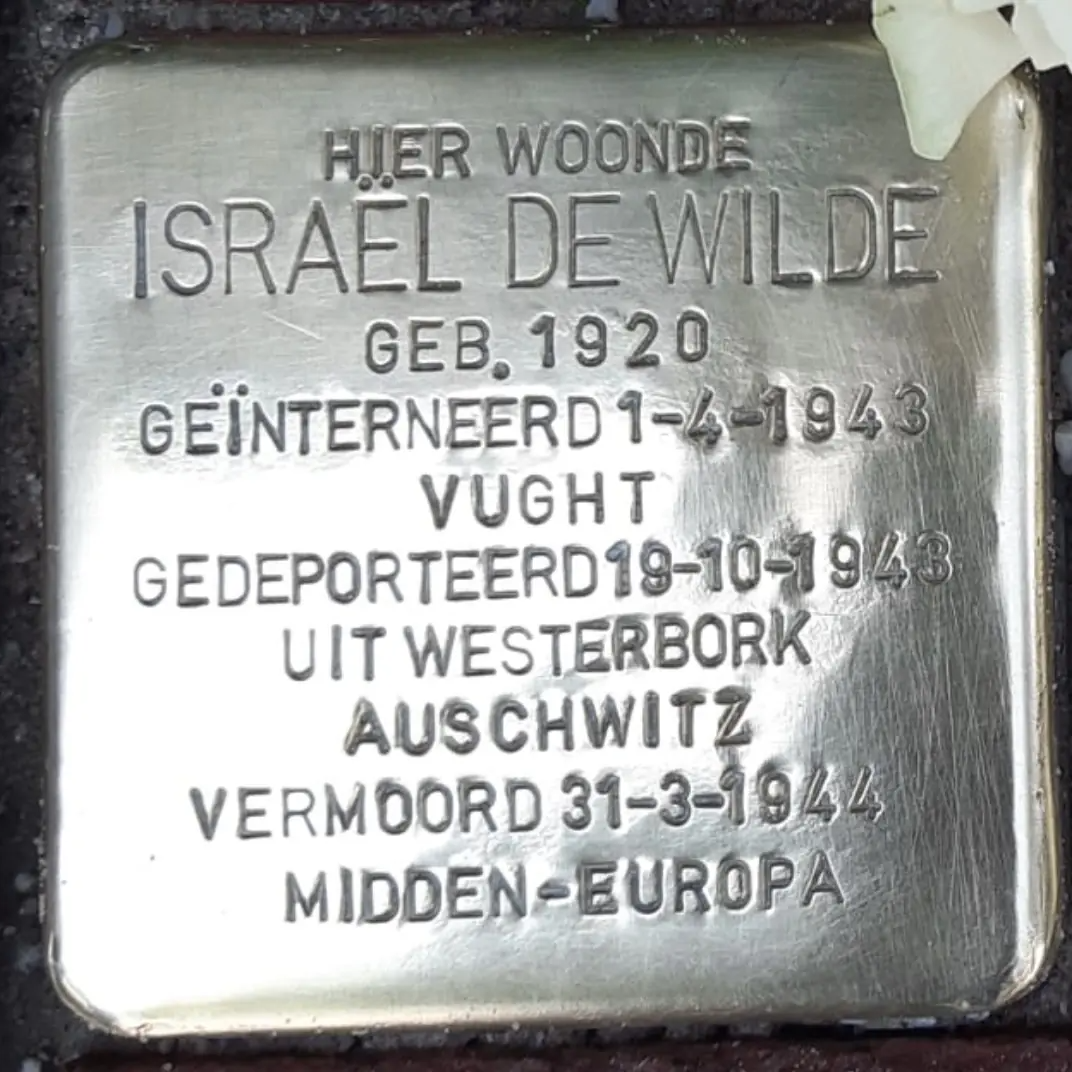 HIER WOONDE
ISRAËL DE WILDE
GEB. 1920
GEÏNTERNEERD 1-4-1943
VUGHT
GEDEPORTEERD 19-10-1943
UIT WESTERBORK
AUSCHWITZ
VERMOORD 31-3-1944
MIDDEN-EUROPA